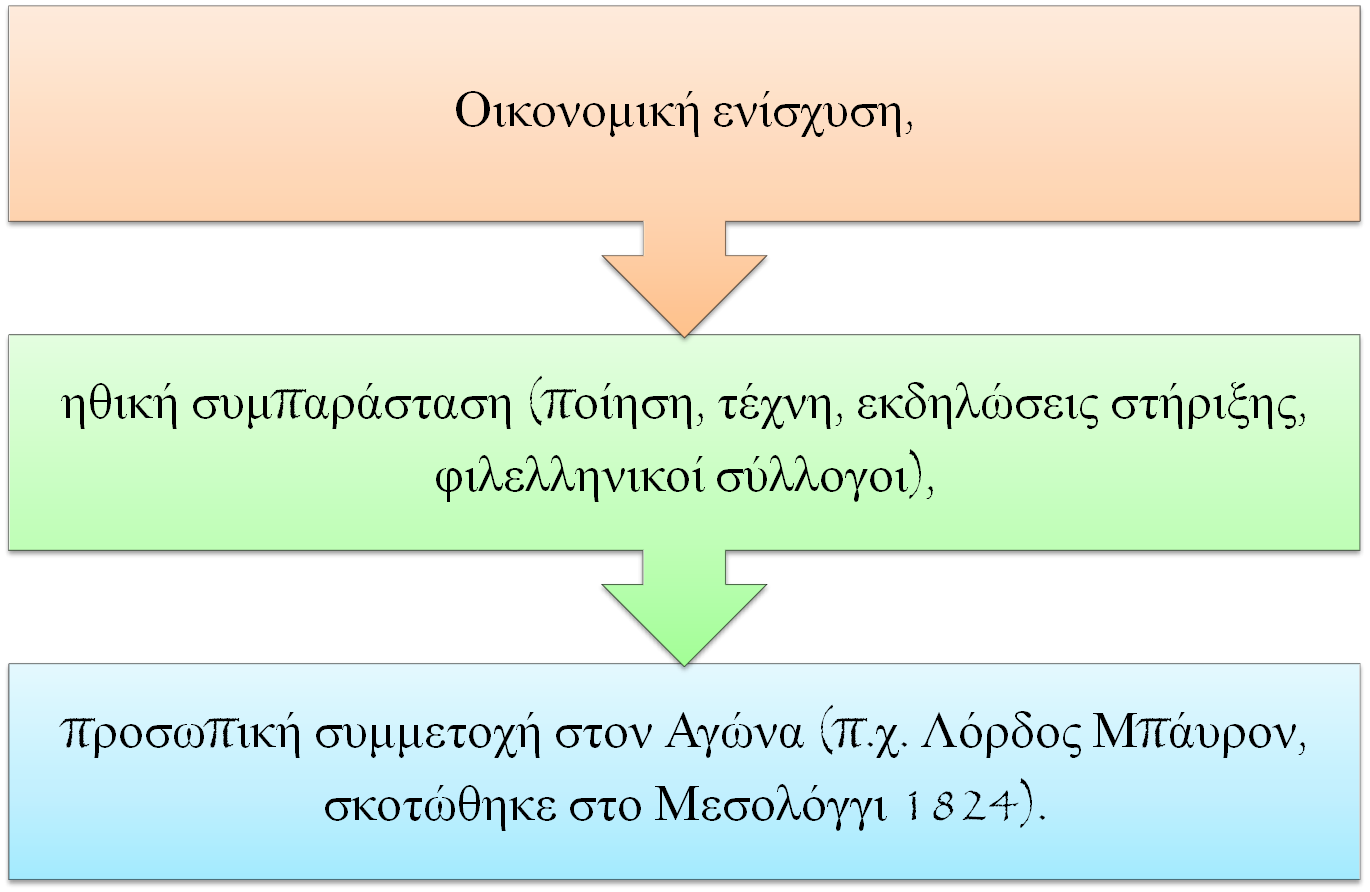 Οικονομική ενίσχυση,
ηθική συμπαράσταση (ποίηση, τέχνη, εκδηλώσεις στήριξης,
φιλελληνικοί σύλλογοι),
προσωπική συμμετοχή στον Αγώνα (π.χ. Λόρδος Μπάυρον,
σκοτώθηκε στο Μεσολόγγι 1824).